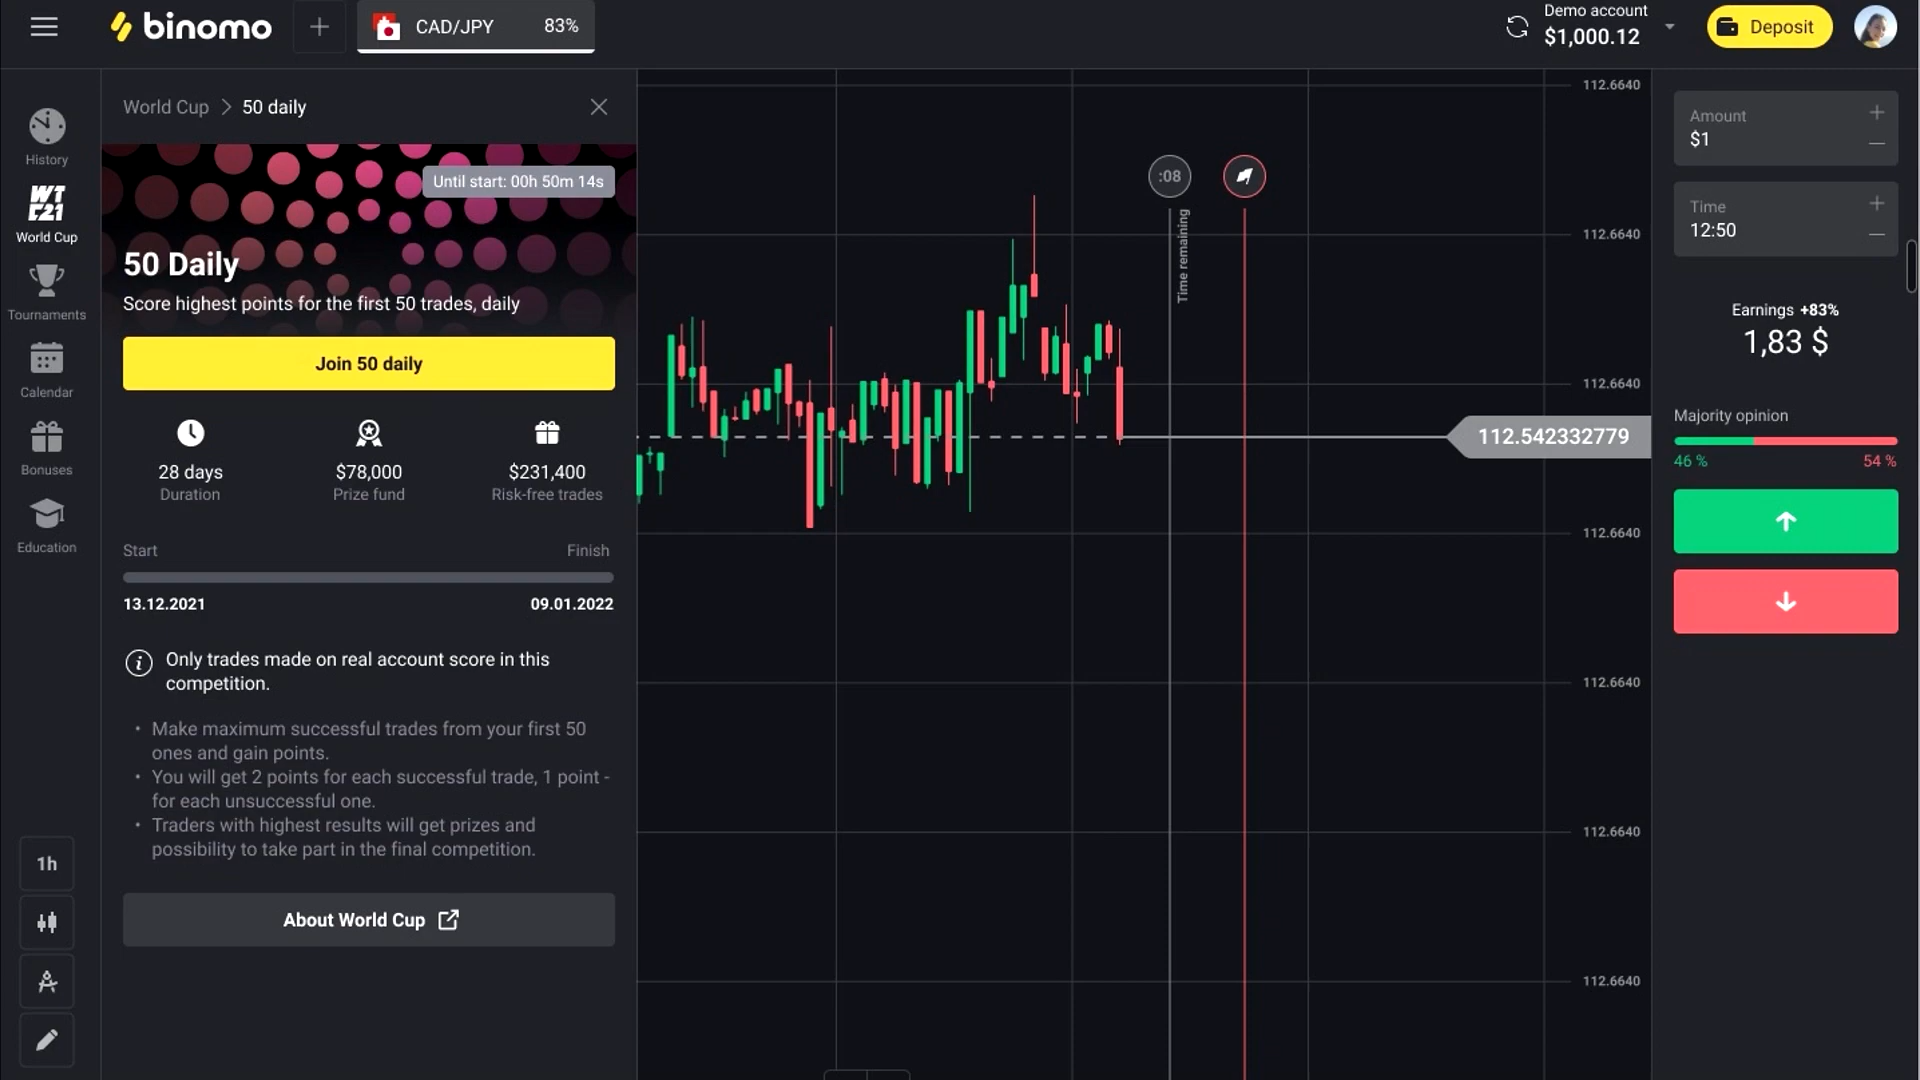 binomo
CAD/JPY 83%
Demo account
$1,000.12
Deposit
History
WTC21
World Cup
Tournaments
Calendar
Bonuses
Education
1h
World Cup > 50 daily
Until start: 00h 50m 14s
50 Daily
Score highest points for the first 50 trades, daily
Join 50 daily
28 days
Duration
$78,000
Prize fund
$231,400
Risk-free trades
Start
Finish
13.12.2021
09.01.2022
Only trades made on real account score in this
competition.
• Make maximum successful trades from your first 50
ones and gain points.
• You will get 2 points for each successful trade, 1 point -
for each unsuccessful one.
• Traders with highest results will get prizes and
possibility to take part in the final competition.
About World Cup
:08
Time remaining
112.6640
112.6640
112.6640
112.542332779
112.6640
112.6640
112.6640
112.6640
Amount
$1
Time
12:50
Earnings +83%
1,83 $
Majority opinion
46 %
54 %